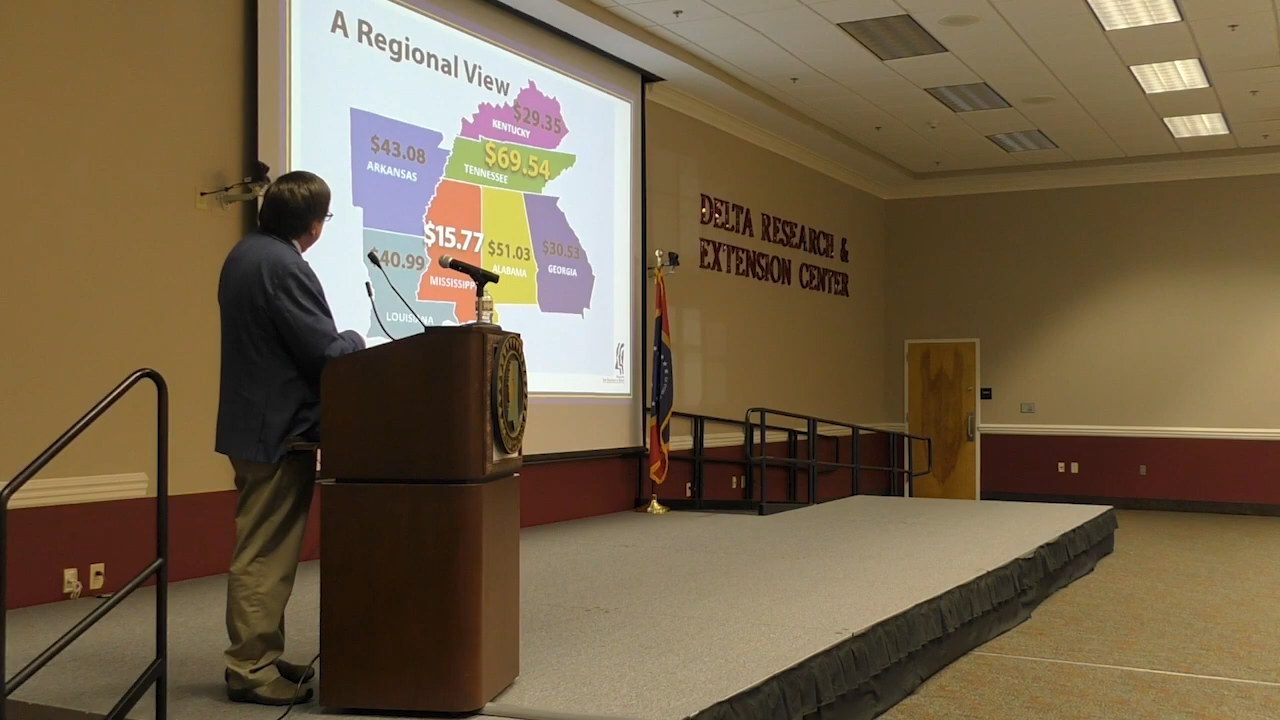 A Regional View
$29.35
KENTUCKY
$43.08
ARKANSAS
$69.54
TENNESSEE
$15.77
MISSISSIPP
$51.03
ALABAMA
$30.53
GEORGIA
$40.99
LOUISIANA
DELTA RESEARCH &
EXTENSION CENTER